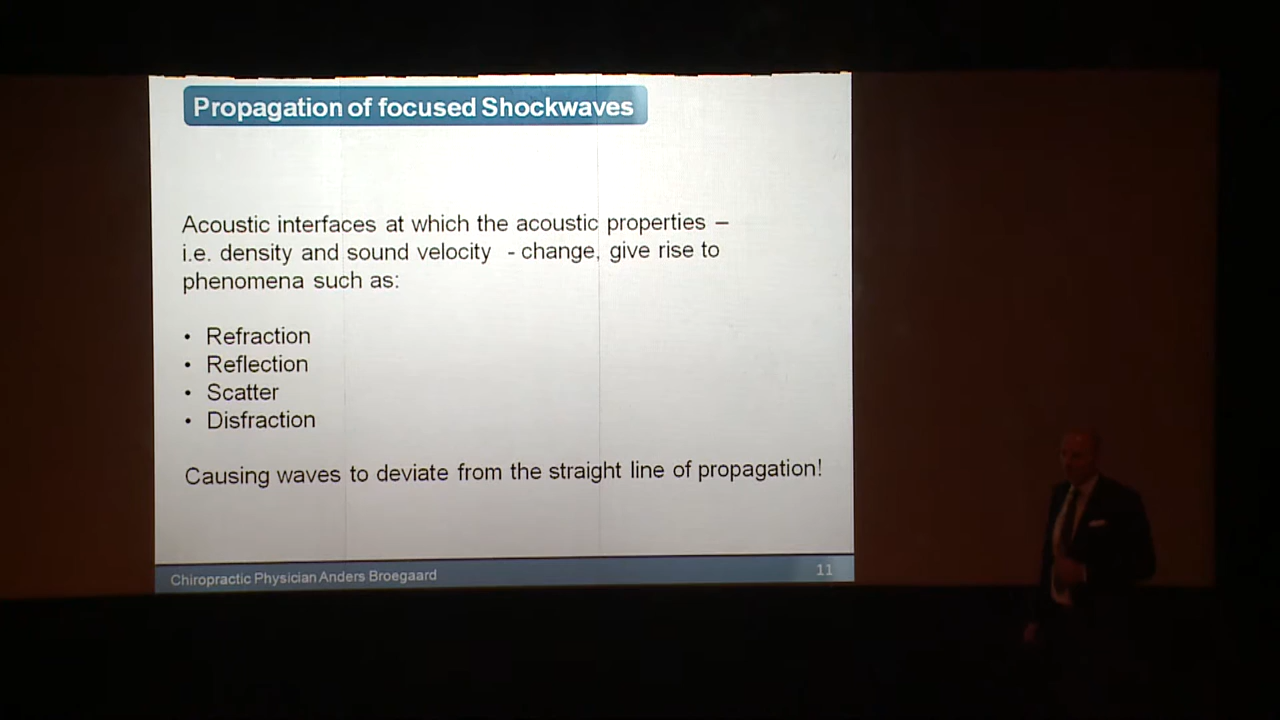 Propagation of focused Shockwaves
Acoustic interfaces at which the acoustic properties –
i.e. density and sound velocity - change, give rise to
phenomena such as:
• Refraction
• Reflection
• Scatter
• Disfraction
Causing waves to deviate from the straight line of propagation!
Chiropractic Physician Anders Broegaard
11